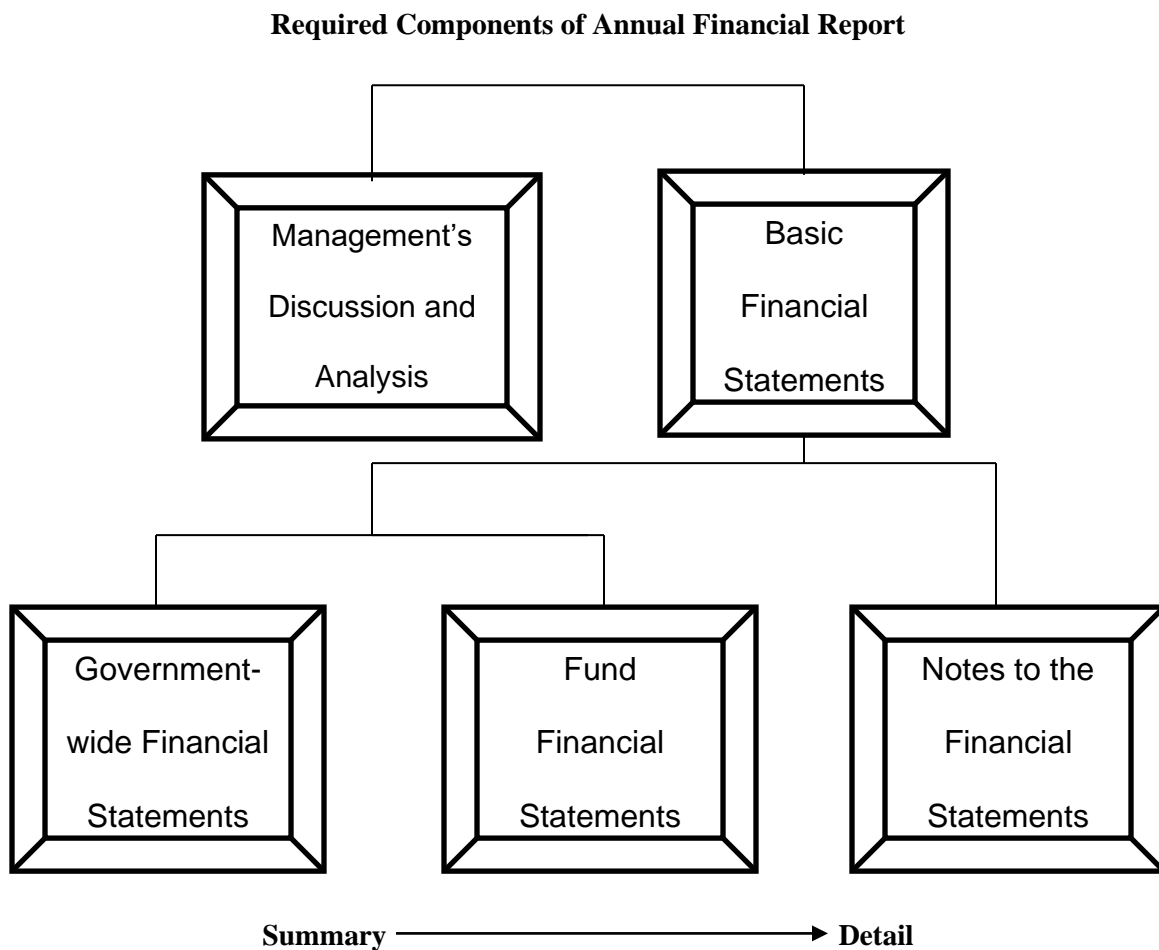 Required Components of Annual Financial Report
Management's
Discussion and
Analysis
Basic
Financial
Statements
Government-
wide Financial
Statements
Fund
Financial
Statements
Notes to the
Financial
Statements
Summary
Detail